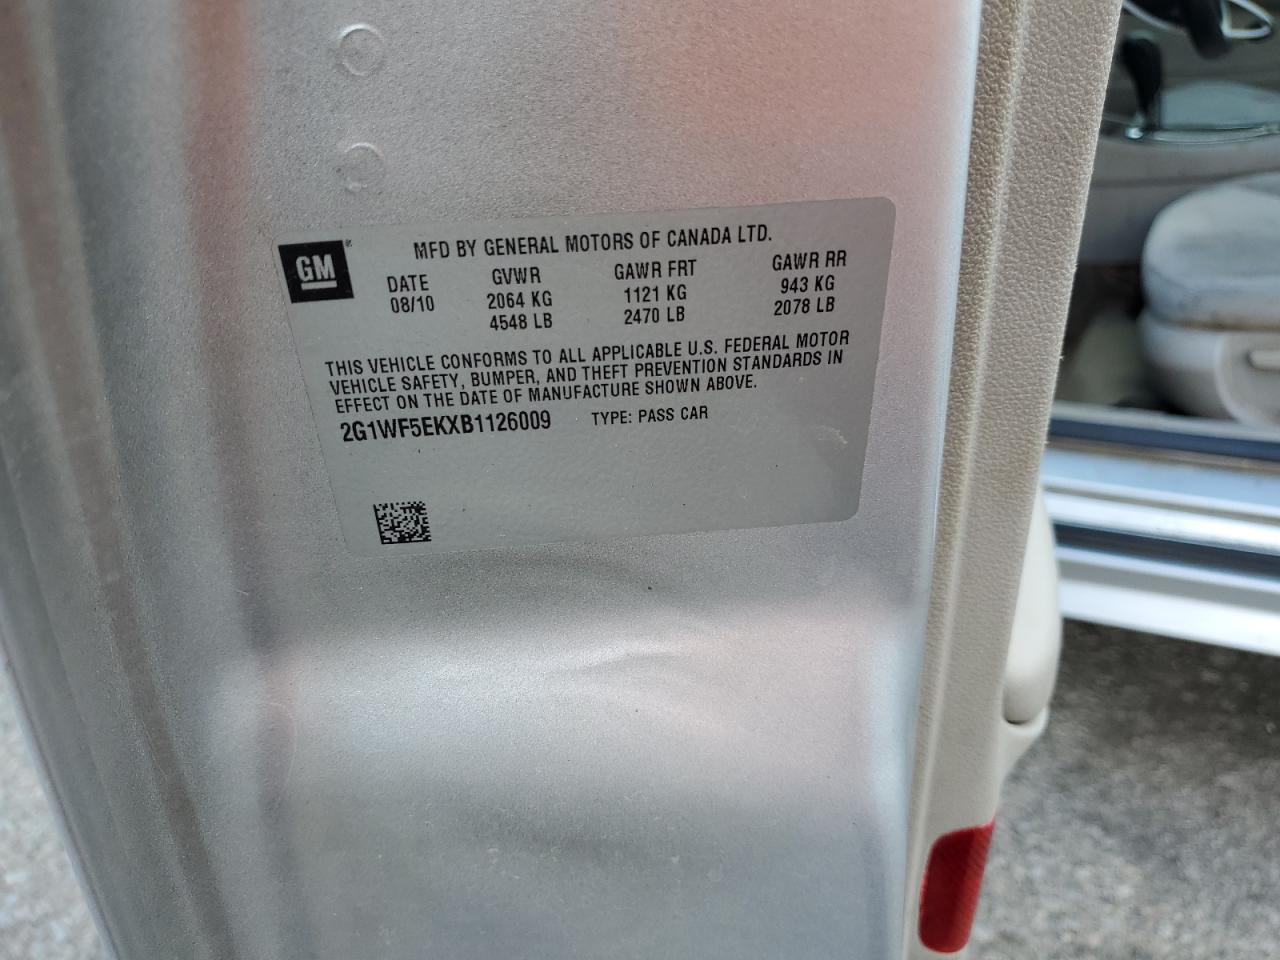 GM
MFD BY GENERAL MOTORS OF CANADA LTD.
DATE GVWR GAWR FRT GAWR RR
08/10 2064 KG 1121 KG 943 KG
4548 LB 2470 LB 2078 LB
THIS VEHICLE CONFORMS TO ALL APPLICABLE U.S. FEDERAL MOTOR
VEHICLE SAFETY, BUMPER, AND THEFT PREVENTION STANDARDS IN
EFFECT ON THE DATE OF MANUFACTURE SHOWN ABOVE.
2G1WF5EKXB1126009 TYPE: PASS CAR